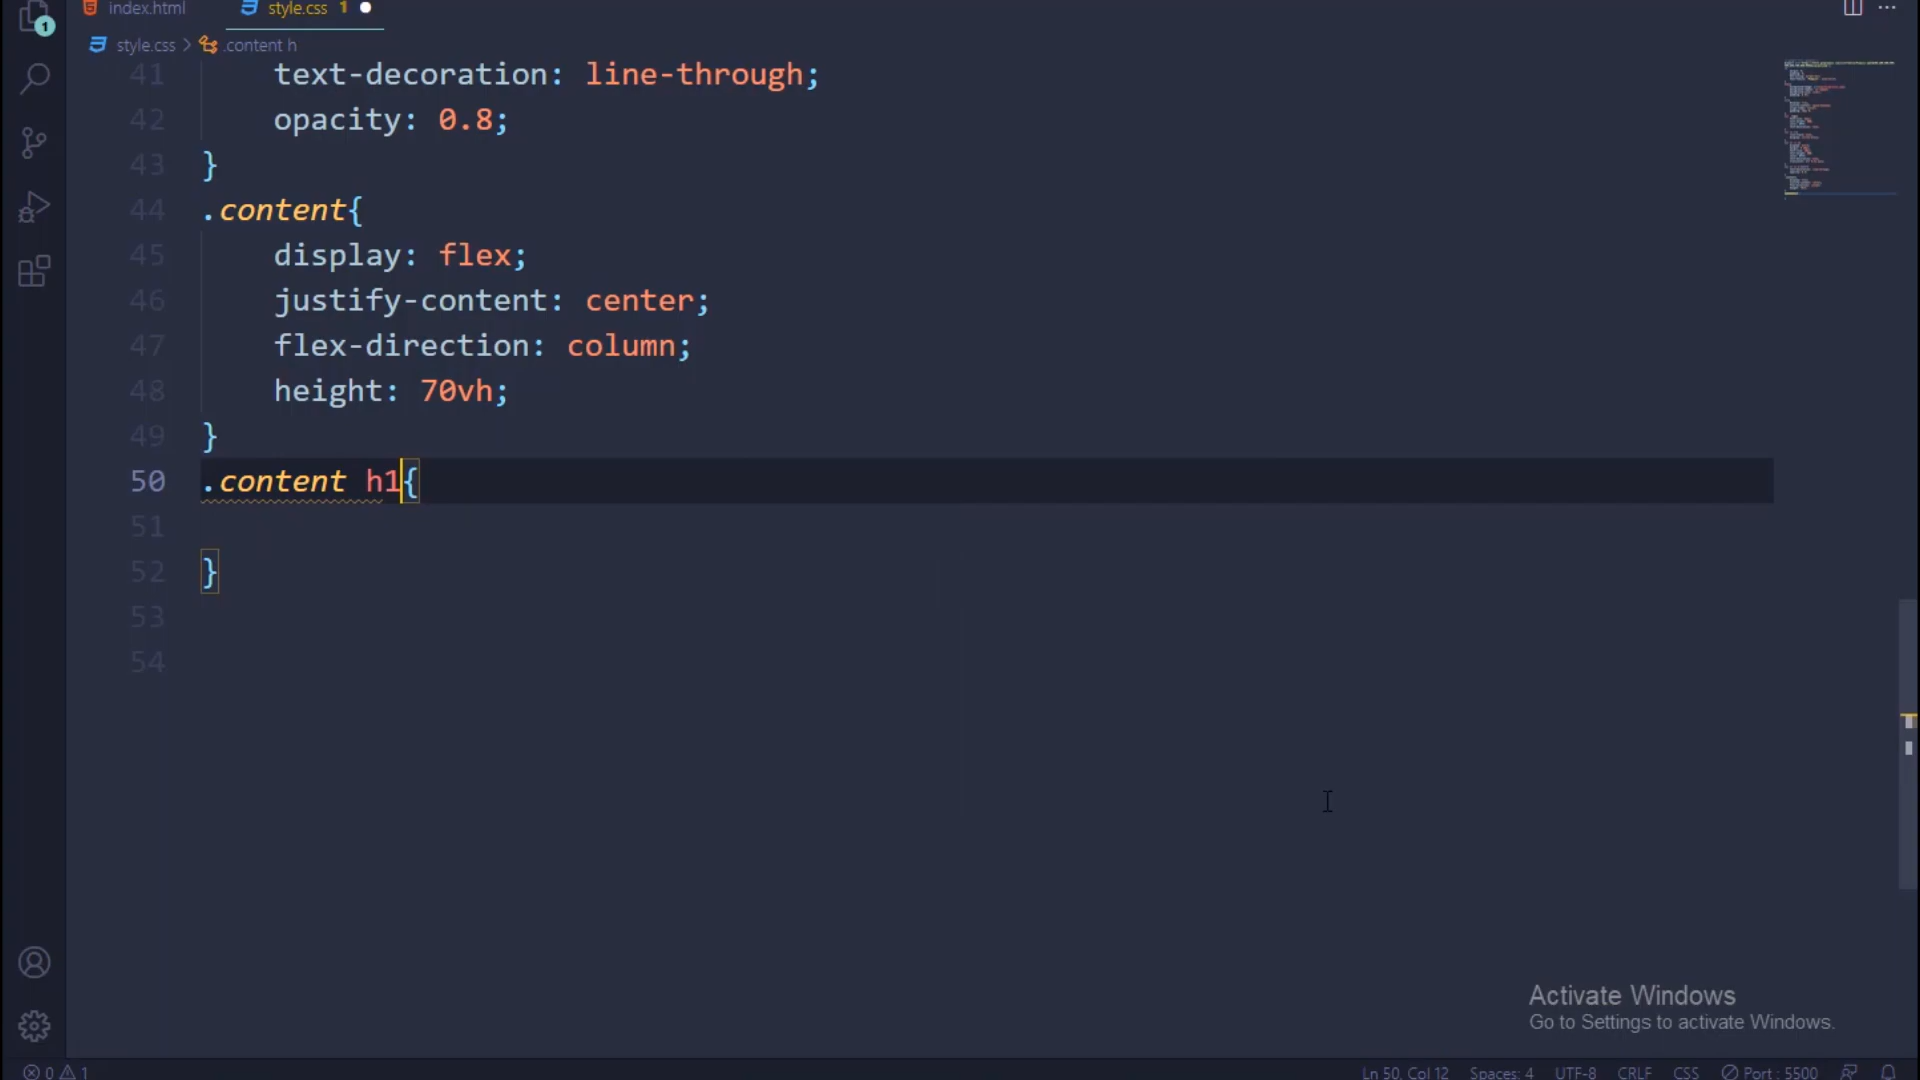 1
index.html
style.css 1
style.css > .content h
41 text-decoration: line-through;
42 opacity: 0.8;
43 }
44 .content{
45 display: flex;
46 justify-content: center;
47 flex-direction: column;
48 height: 70vh;
49 }
50 .content h1{
51
52 }
53
54
Activate Windows
Go to Settings to activate Windows.
0 1 Ln 50, Col 12 Spaces: 4 UTF-8 CRLF CSS Port : 5500